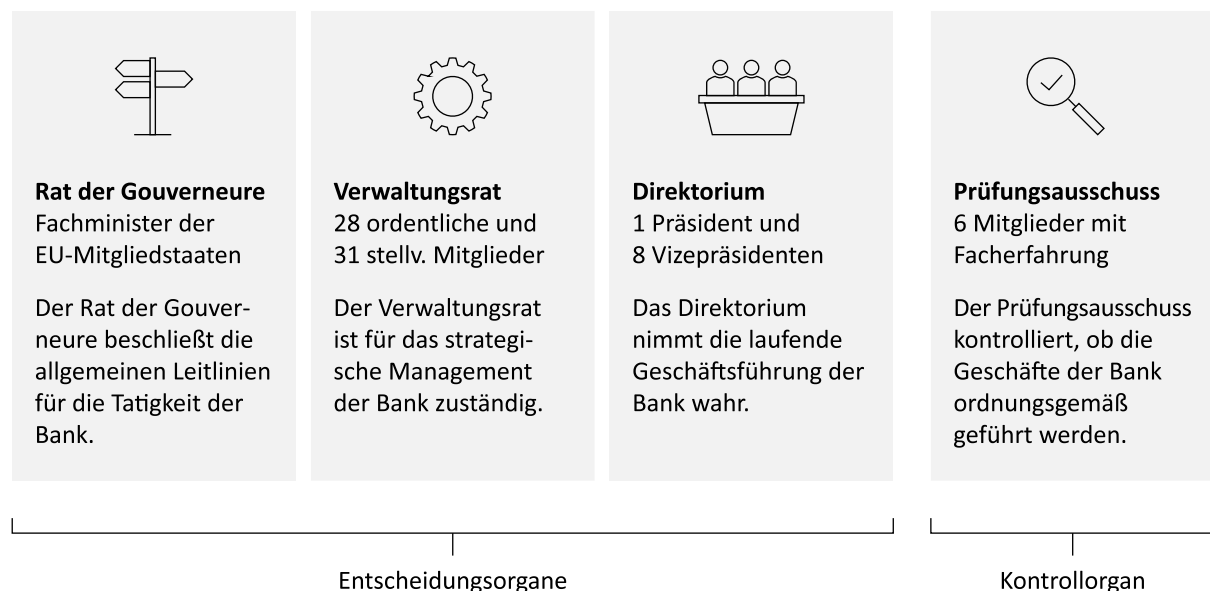 Rat der Gouverneure
Fachminister der
EU-Mitgliedstaaten
Der Rat der Gouver-
neure beschließt die
allgemeinen Leitlinien
für die Tatigkeit der
Bank.
Verwaltungsrat
28 ordentliche und
31 stellv. Mitglieder
Der Verwaltungsrat
ist für das strategi-
sche Management
der Bank zuständig.
Direktorium
1 Präsident und
8 Vizepräsidenten
Das Direktorium
nimmt die laufende
Geschäftsführung der
Bank wahr.
Prüfungsausschuss
6 Mitglieder mit
Facherfahrung
Der Prüfungsausschuss
kontrolliert, ob die
Geschäfte der Bank
ordnungsgemäß
geführt werden.
Entscheidungsorgane
Kontrollorgan